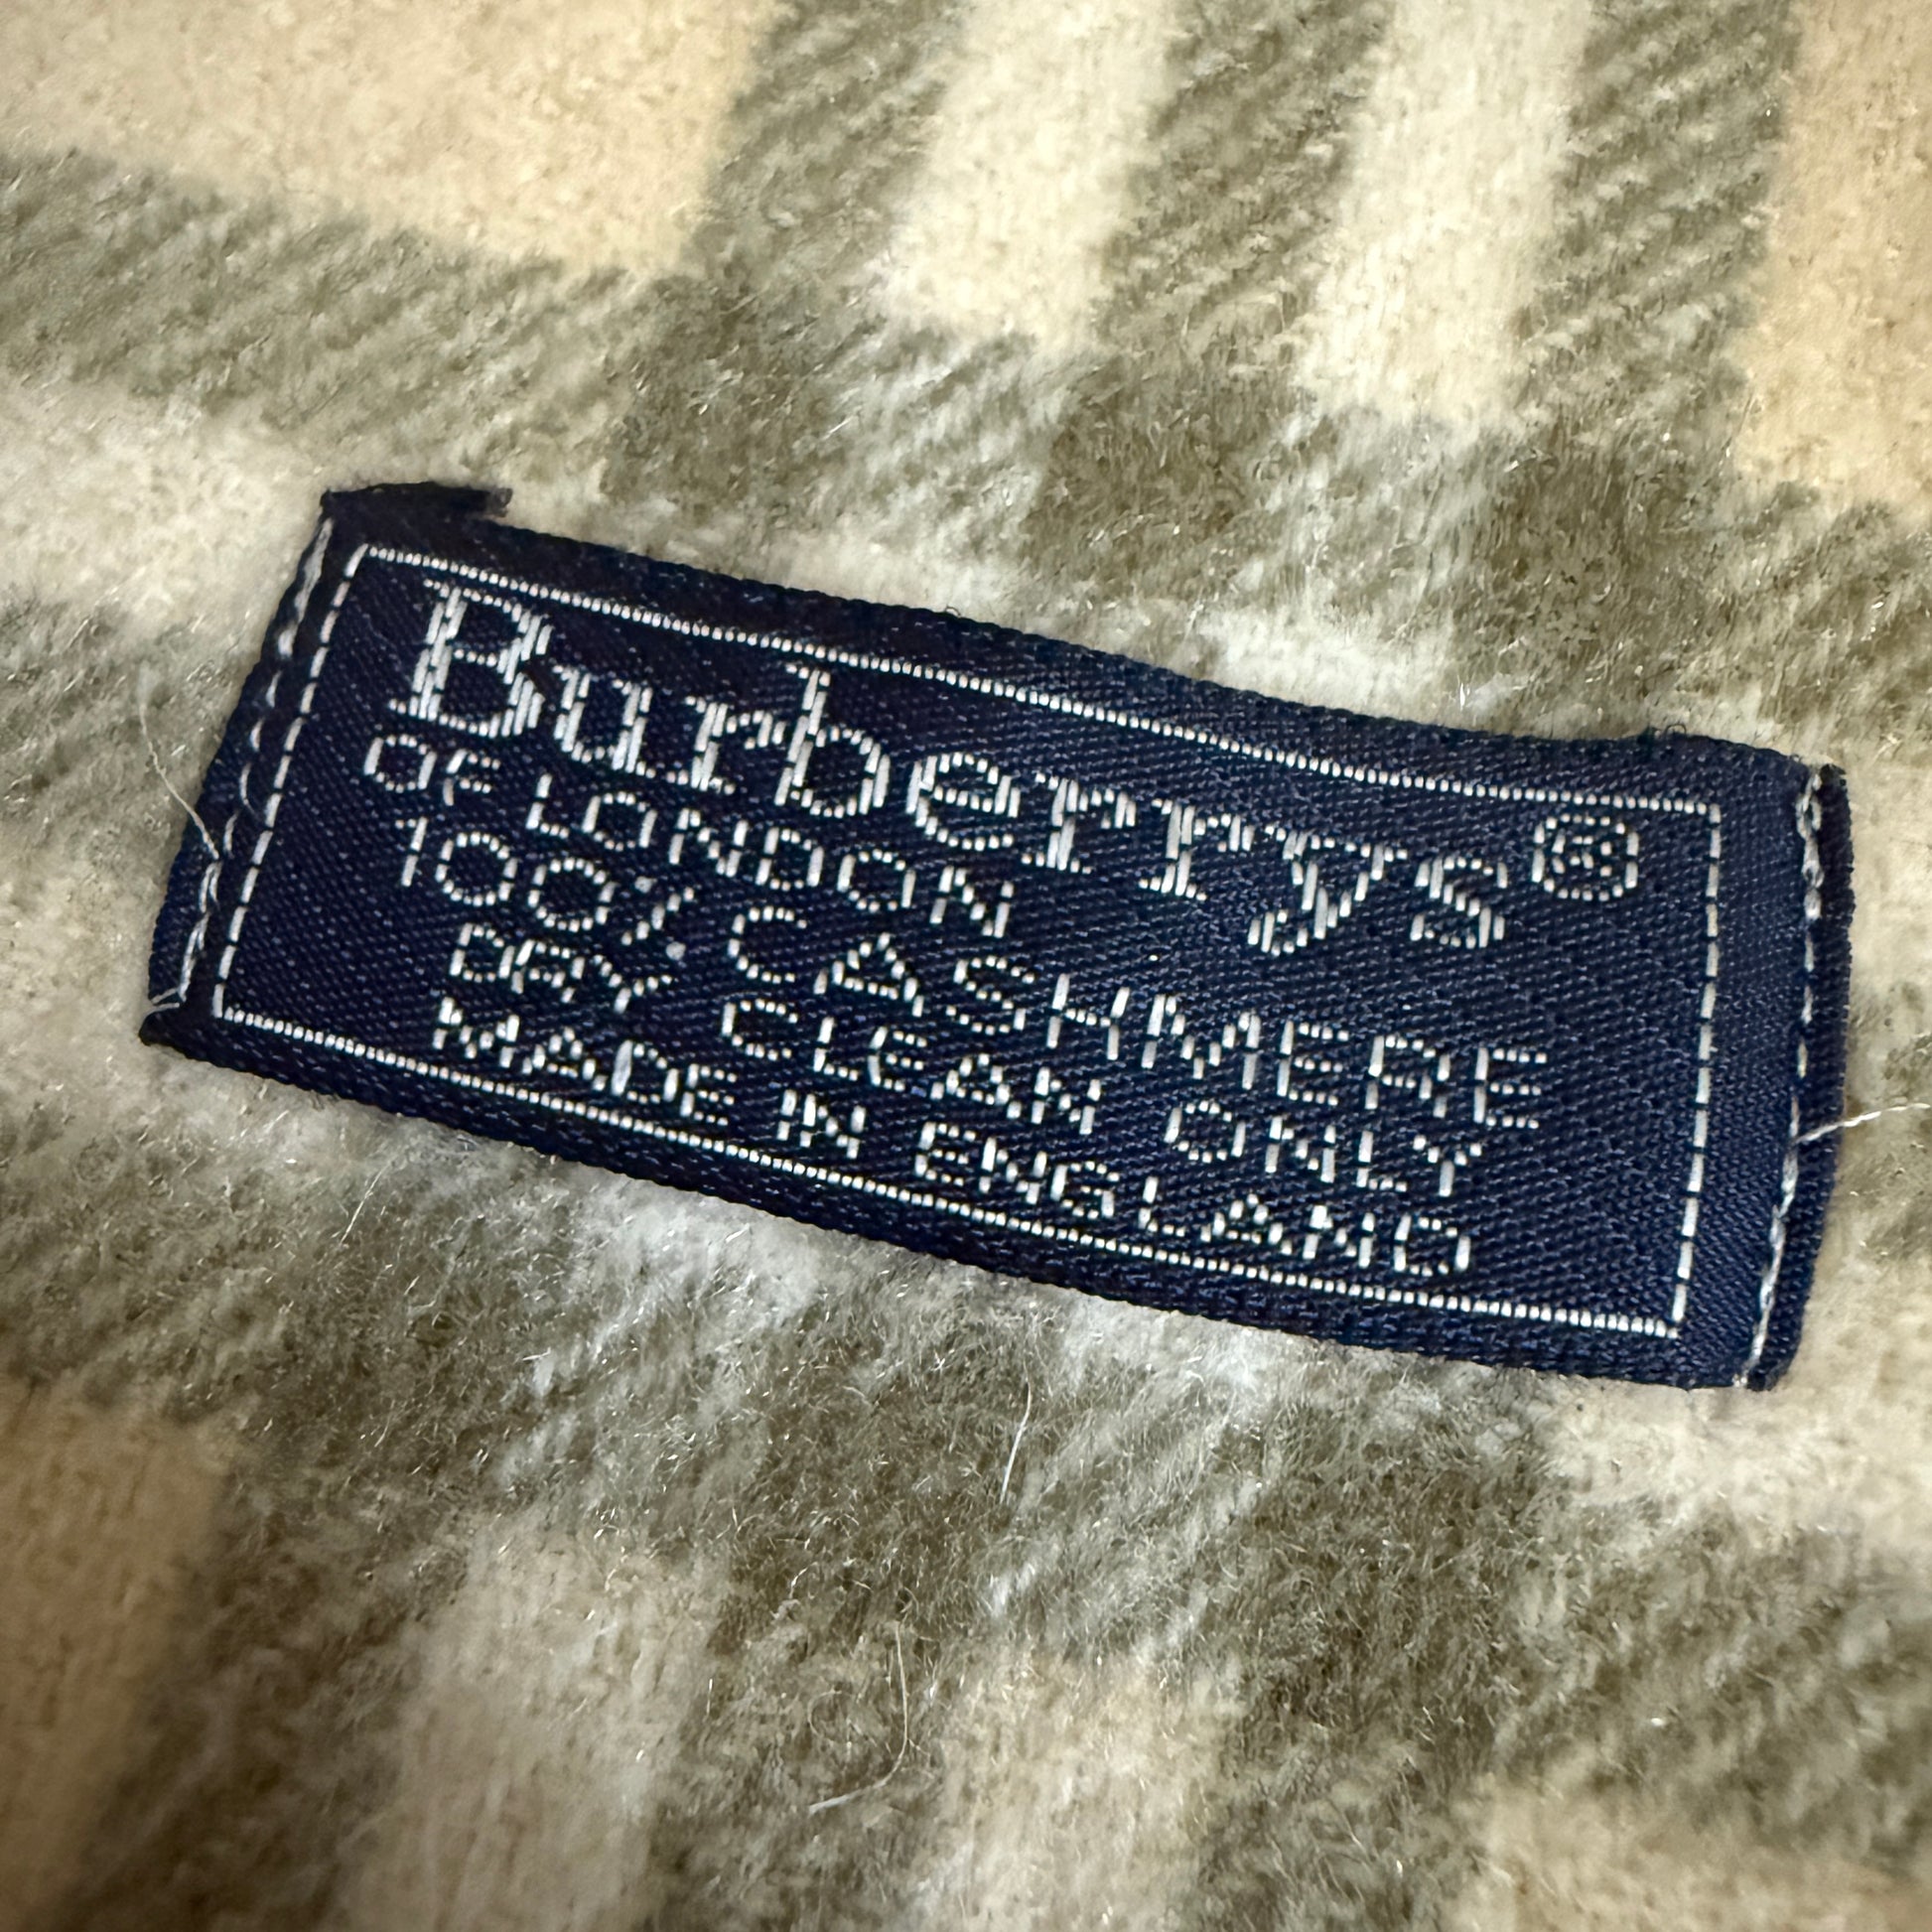 Burberrys®
OF LONDON
100% CASHMERE
DRY CLEAN ONLY
MADE IN ENGLAND